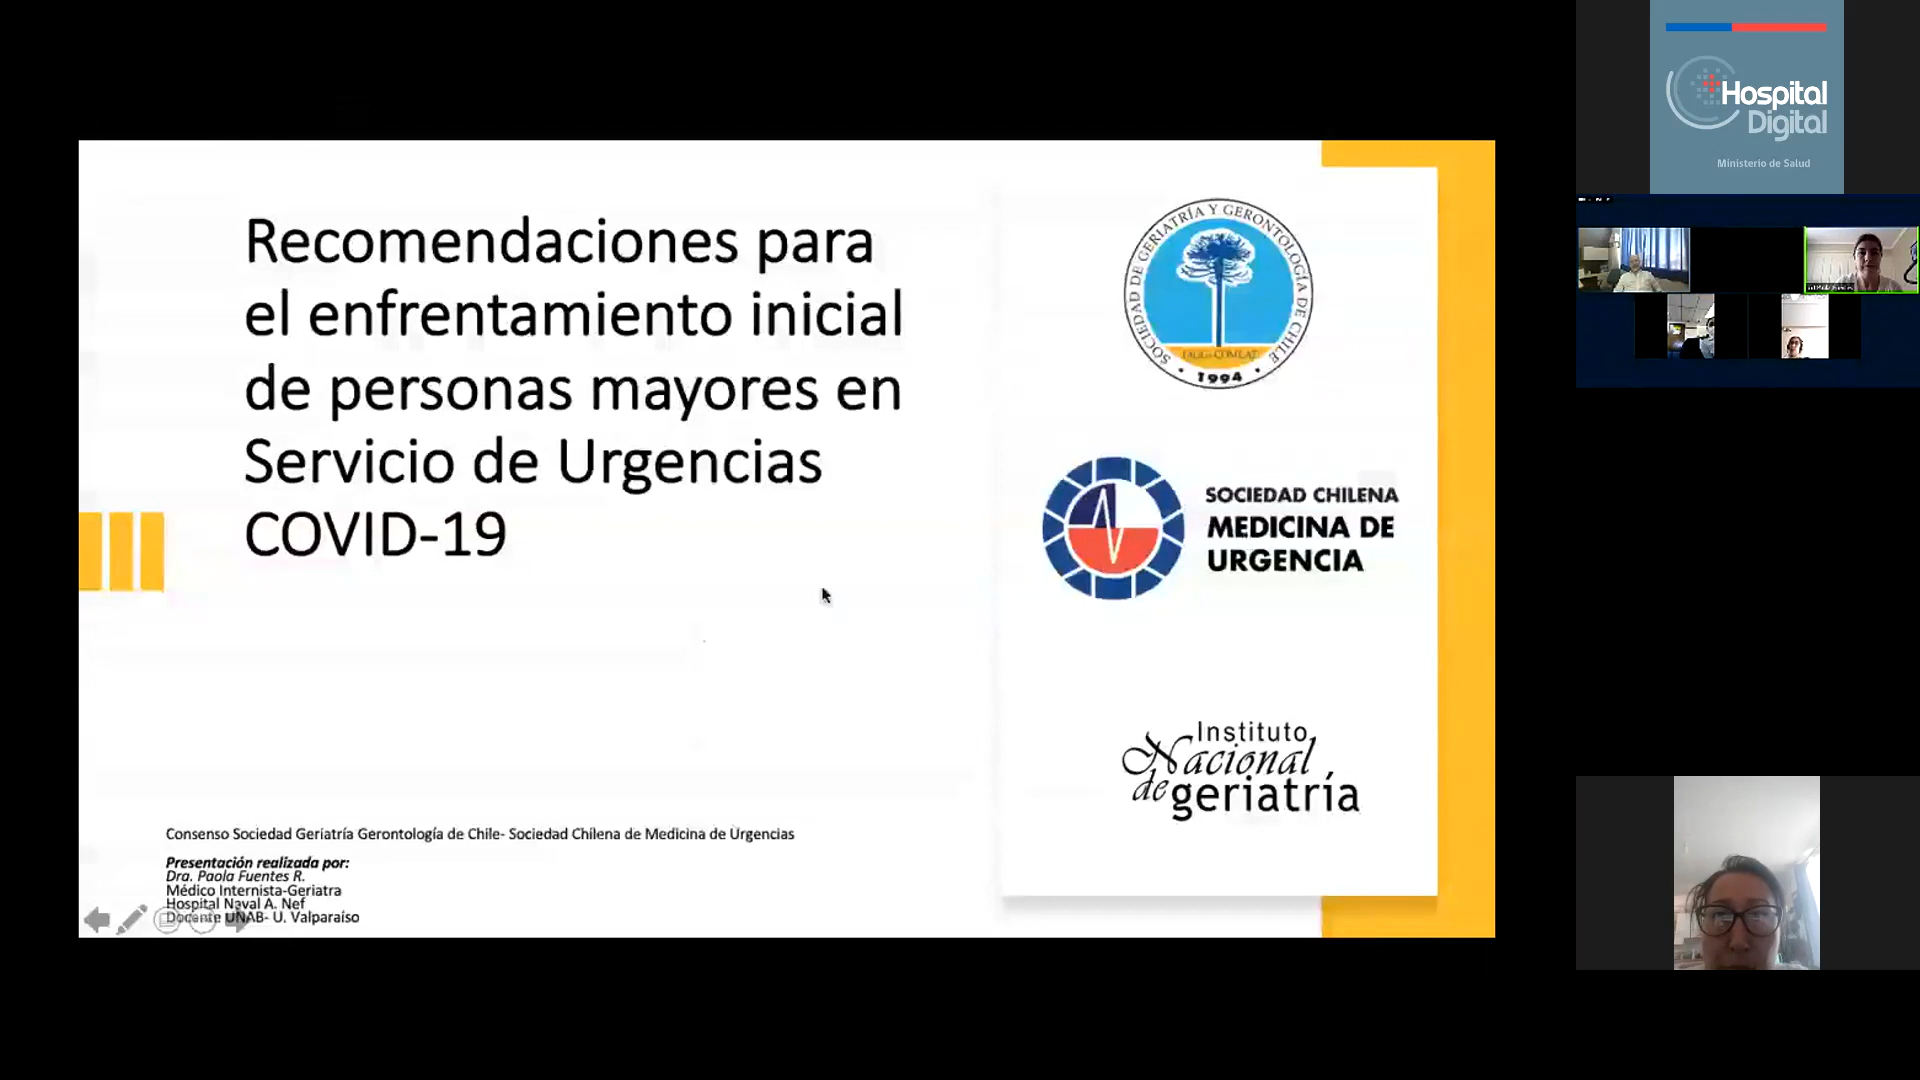 Recomendaciones para
el enfrentamiento inicial
de personas mayores en
Servicio de Urgencias
COVID-19
SOCIEDAD DE GERIATRÍA Y GERONTOLOGÍA DE CHILE
1994
SOCIEDAD CHILENA
MEDICINA DE
URGENCIA
Instituto
Nacional
de geriatría
Consenso Sociedad Geriatría Gerontología de Chile- Sociedad Chilena de Medicina de Urgencias
Presentación realizada por:
Dra. Paola Fuentes R.
Médico Internista-Geriatra
Hospital Naval A. Nef
Docente UNAB- U. Valparaíso
Hospital
Digital
Ministerio de Salud